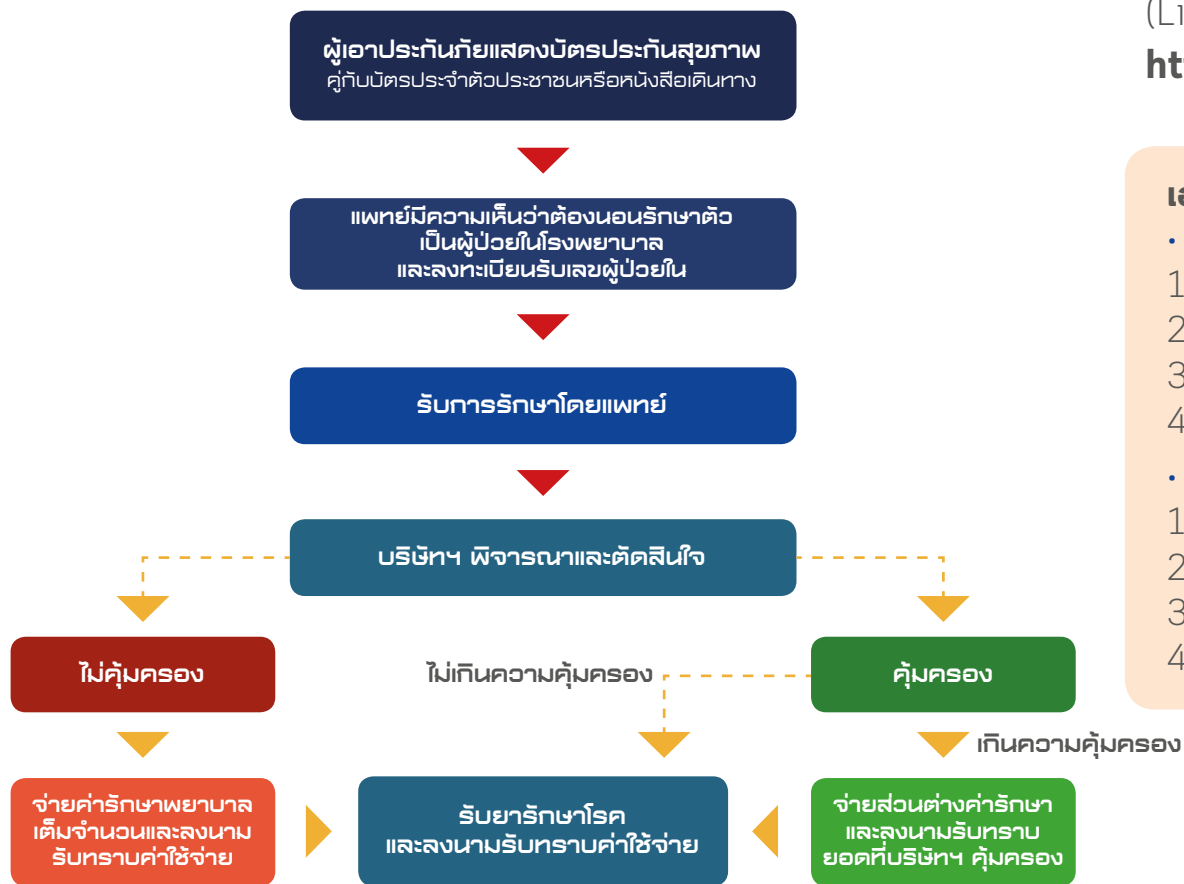 ผู้เอาประกันภัยแสดงบัตรประกันสุขภาพ
คู่กับบัตรประจำตัวประชาชนหรือหนังสือเดินทาง
แพทย์มีความเห็นว่าต้องนอนรักษาตัว
เป็นผู้ป่วยในโรงพยาบาล
และลงทะเบียนรับเลขผู้ป่วยใน
รับการรักษาโดยแพทย์
บริษัทฯ พิจารณาและตัดสินใจ
ไม่คุ้มครอง
ไม่เกินความคุ้มครอง
คุ้มครอง
เกินความคุ้มครอง
จ่ายค่ารักษาพยาบาล
เต็มจำนวนและลงนาม
รับทราบค่าใช้จ่าย
รับยารักษาโรค
และลงนามรับทราบค่าใช้จ่าย
จ่ายส่วนต่างค่ารักษา
และลงนามรับทราบ
ยอดที่บริษัทฯ คุ้มครอง
1
2
3
4
1
2
3
4